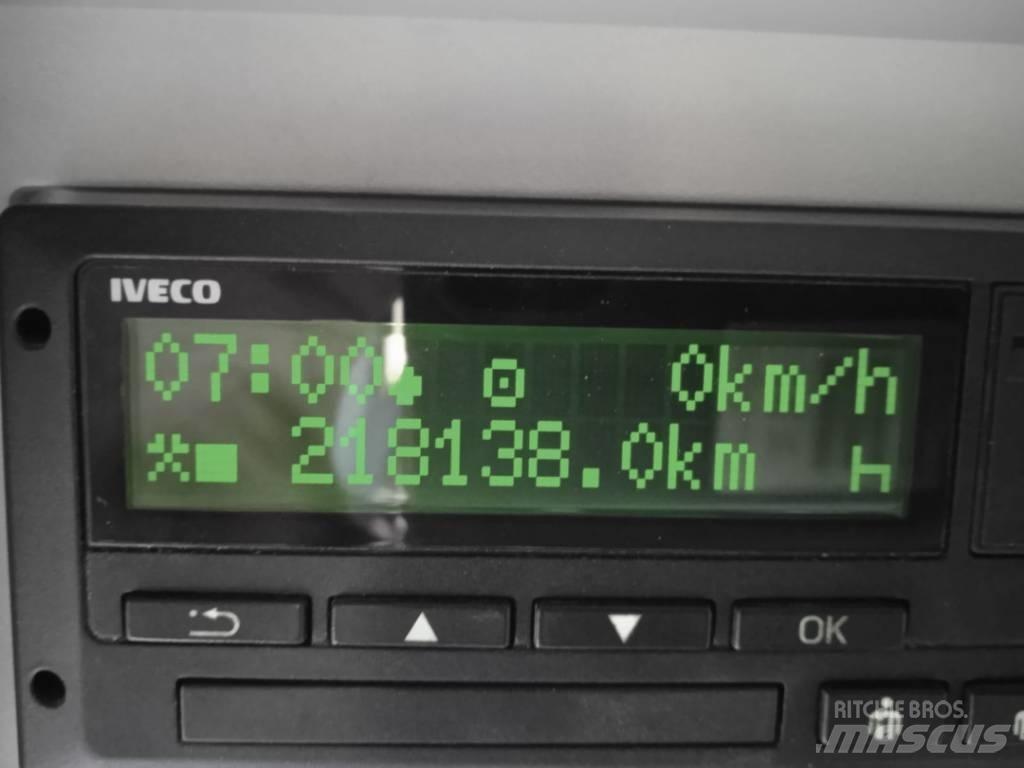 IVECO
07:00 0km/h
218138.0km
OK
RITCHIE BROS.
MASCUS